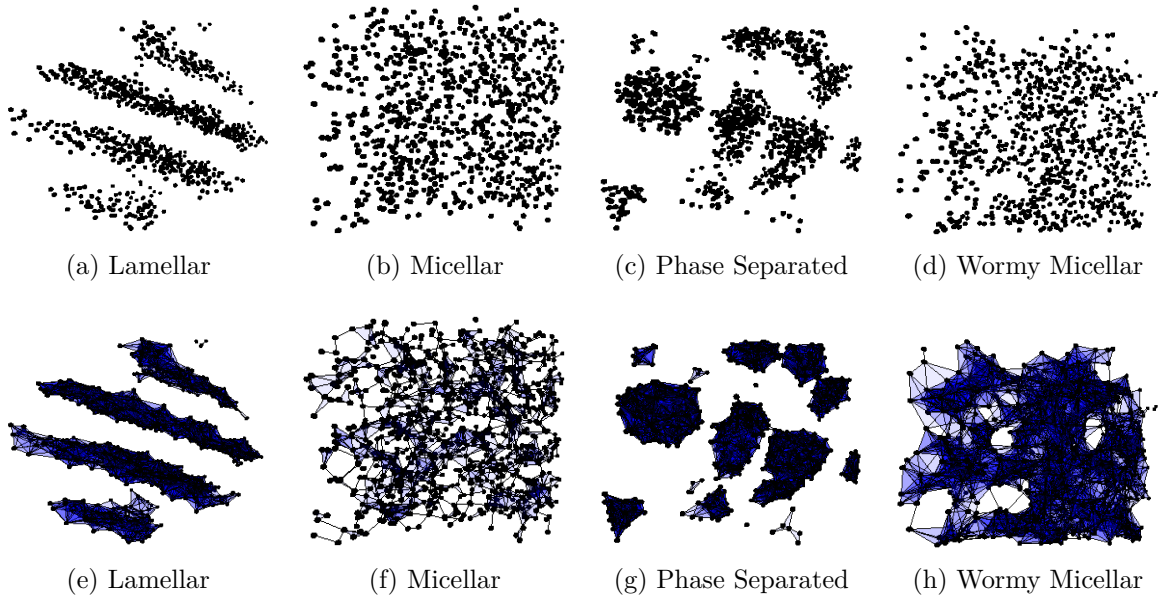 (a) Lamellar
(b) Micellar
(c) Phase Separated
(d) Wormy Micellar
(e) Lamellar
(f) Micellar
(g) Phase Separated
(h) Wormy Micellar